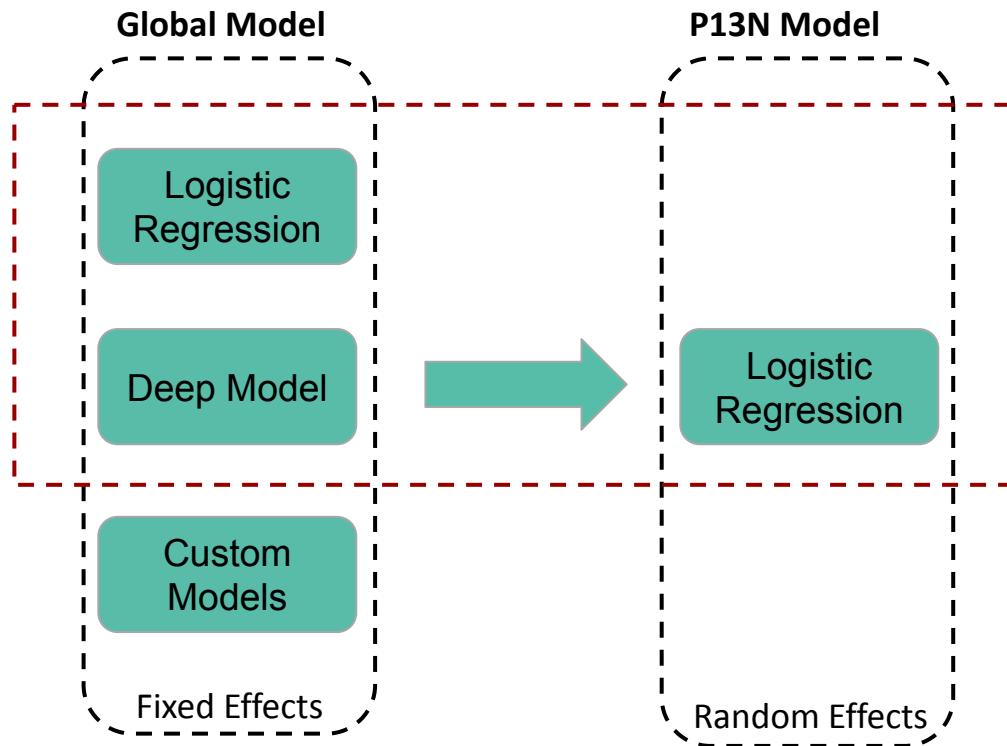 Global Model
P13N Model
Logistic
Regression
Deep Model
Logistic
Regression
Custom
Models
Fixed Effects
Random Effects